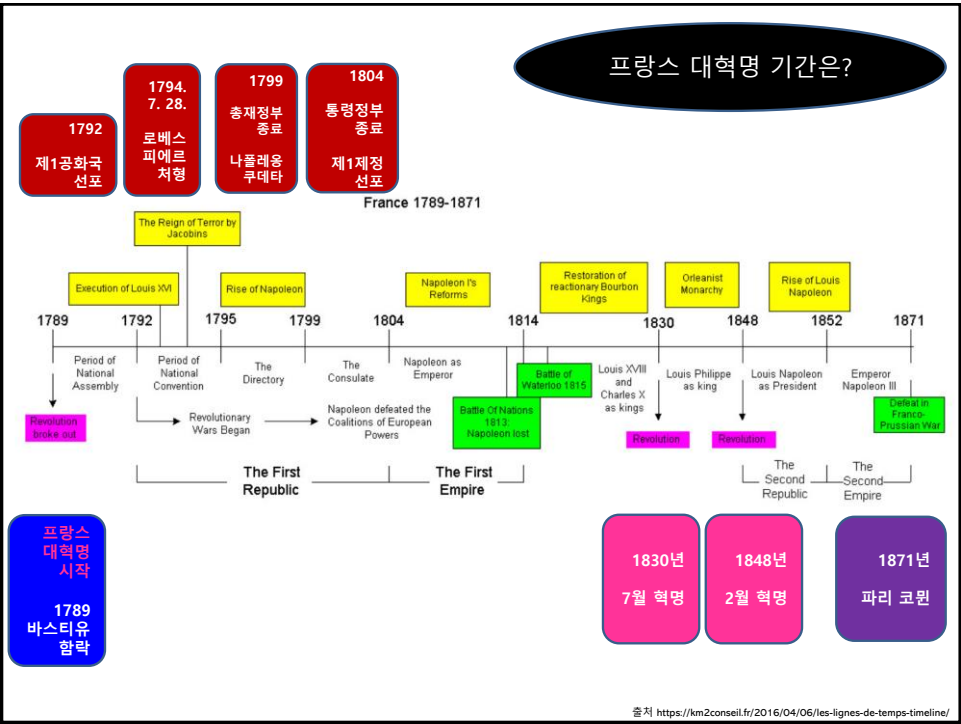 프랑스 대혁명 기간은?
1792
제1공화국
선포
1794.
7. 28.
로베스
피에르
처형
1799
총재정부
종료
나폴레옹
쿠데타
1804
통령정부
종료
제1제정
선포
France 1789-1871
The Reign of Terror by
Jacobins
Execution of Louis XVI
Rise of Napoleon
Napoleon I's
Reforms
Restoration of
reactionary Bourbon
Kings
Orleanist
Monarchy
Rise of Louis
Napoleon
1789
1792
1795
1799
1804
1814
1830
1848
1852
1871
Period of
National
Assembly
Period of
National
Convention
The
Directory
The
Consulate
Napoleon as
Emperor
Battle of
Waterloo 1815
Louis XVIII
and
Charles X
as kings
Louis Philippe
as king
Louis Napoleon
as President
Emperor
Napoleon III
Revolution
broke out
Revolutionary
Wars Began
Napoleon defeated the
Coalitions of European
Powers
Battle Of Nations
1813:
Napoleon lost
Revolution
Revolution
Defeat in
Franco-
Prussian War
The First
Republic
The First
Empire
The
Second
Republic
The
Second
Empire
프랑스
대혁명
시작
1789
바스티유
함락
1830년
7월 혁명
1848년
2월 혁명
1871년
파리 코뮌
출처 https://km2conseil.fr/2016/04/06/les-lignes-de-temps-timeline/